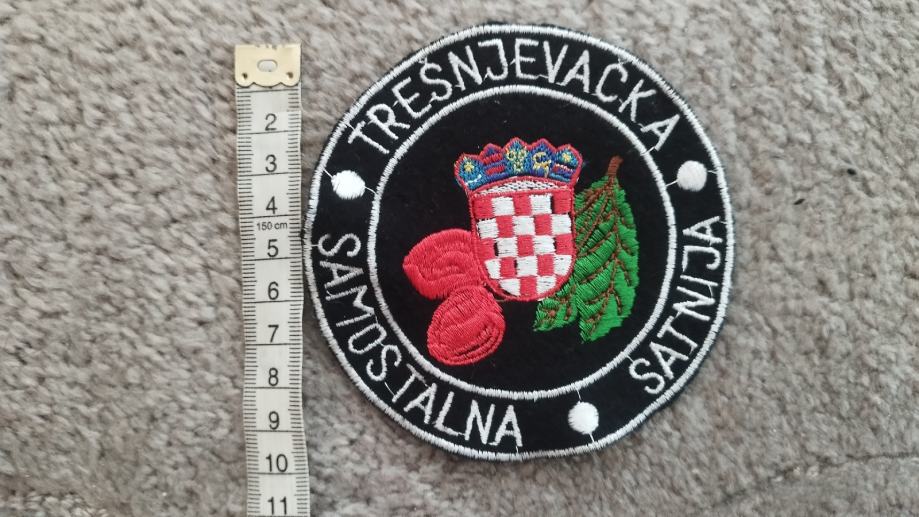 TREŠNJEVAČKA
SAMOSTALNA
SATNIJA
2
3
4
150 cm
5
6
7
8
9
10
11